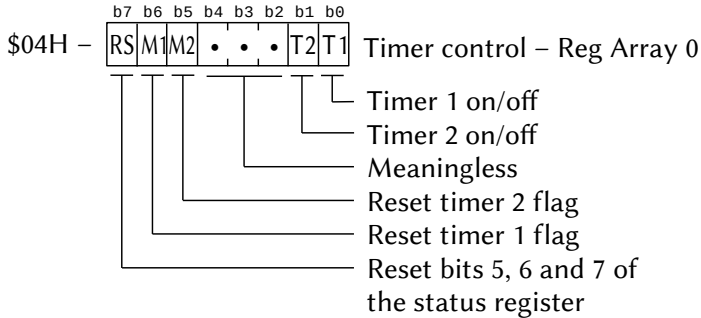 b7 b6 b5 b4 b3 b2 b1 b0
$04H – RS M1 M2 • • • T2 T1 Timer control – Reg Array 0
Timer 1 on/off
Timer 2 on/off
Meaningless
Reset timer 2 flag
Reset timer 1 flag
Reset bits 5, 6 and 7 of
the status register